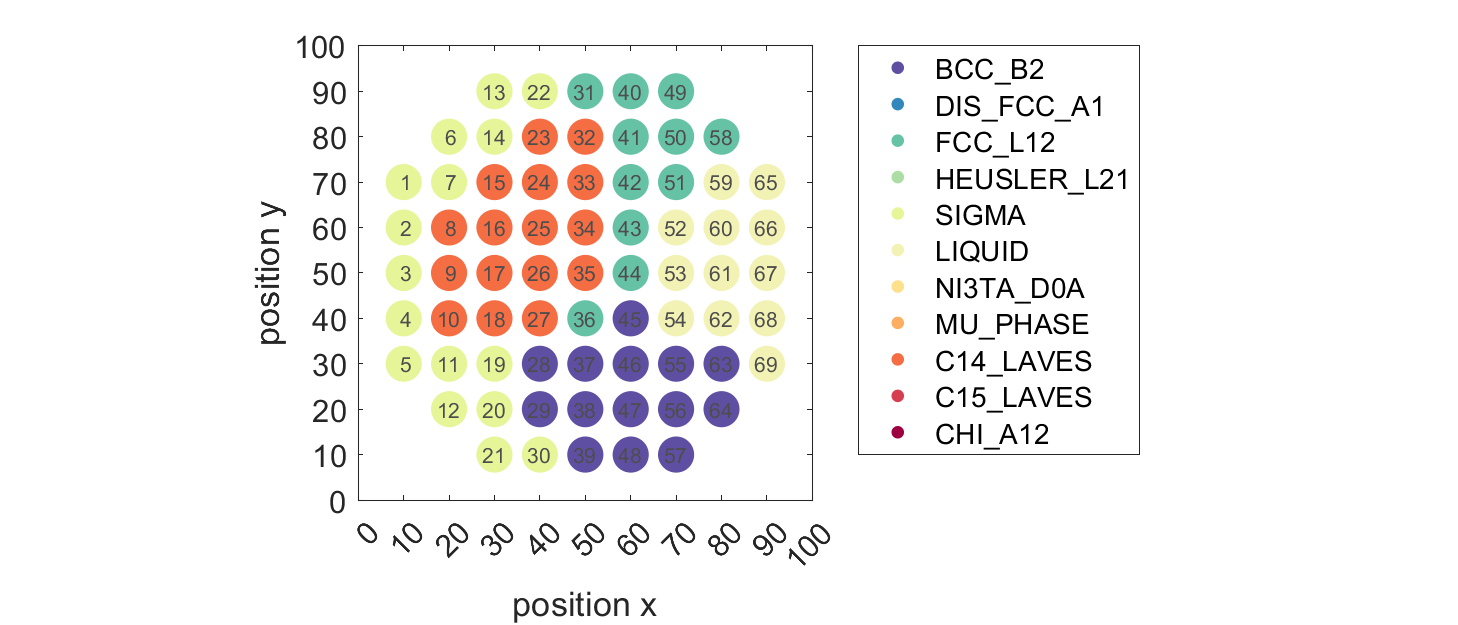 100
90
80
70
60
50
40
30
20
10
0
position y
13 22 31 40 49
6 14 23 32 41 50 58
1 7 15 24 33 42 51 59 65
2 8 16 25 34 43 52 60 66
3 9 17 26 35 44 53 61 67
4 10 18 27 36 45 54 62 68
5 11 19 28 37 46 55 63 69
12 20 29 38 47 56 64
21 30 39 48 57
0 10 20 30 40 50 60 70 80 90 100
position x
BCC_B2
DIS_FCC_A1
FCC_L12
HEUSLER_L21
SIGMA
LIQUID
NI3TA_D0A
MU_PHASE
C14_LAVES
C15_LAVES
CHI_A12